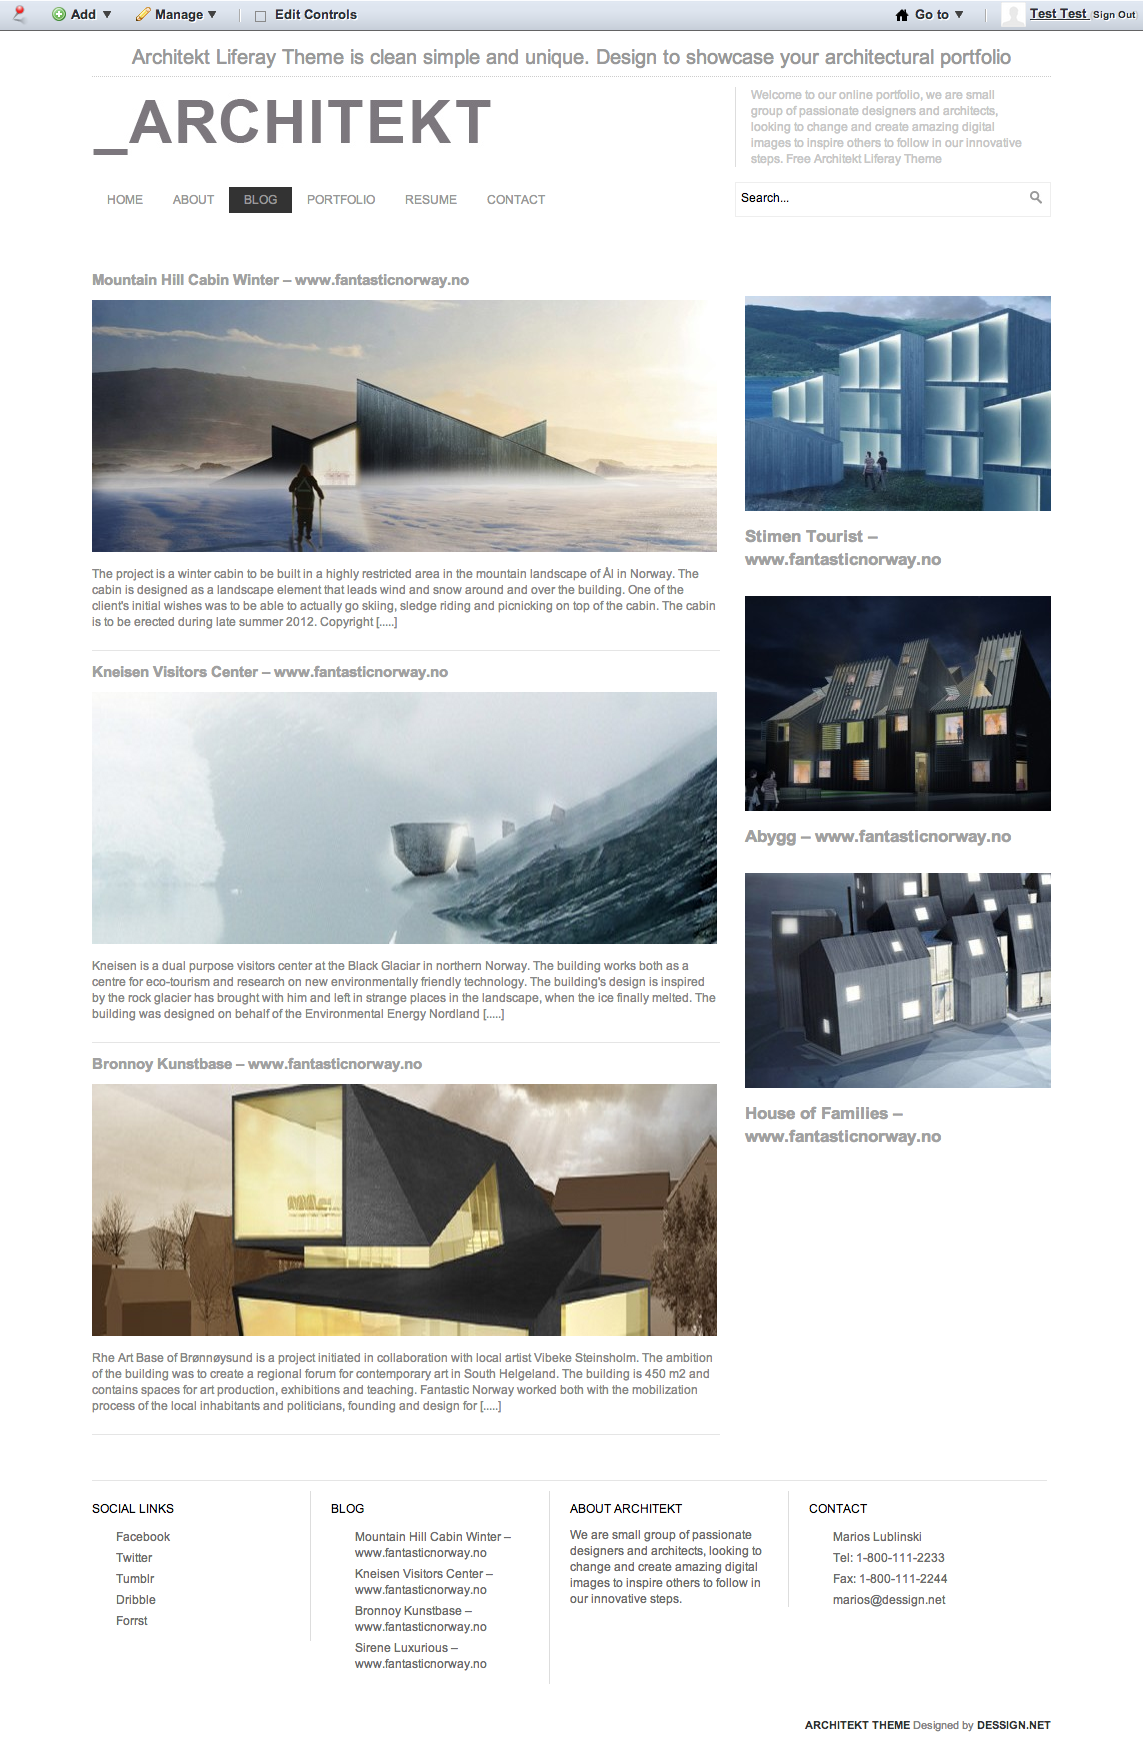 Add Manage Edit Controls Go to Test Test Sign Out
Architekt Liferay Theme is clean simple and unique. Design to showcase your architectural portfolio
_ARCHITEKT
Welcome to our online portfolio, we are small
group of passionate designers and architects,
looking to change and create amazing digital
images to inspire others to follow in our innovative
steps. Free Architekt Liferay Theme
HOME ABOUT BLOG PORTFOLIO RESUME CONTACT
Search...
Mountain Hill Cabin Winter – www.fantasticnorway.no
The project is a winter cabin to be built in a highly restricted area in the mountain landscape of Ål in Norway. The
cabin is designed as a landscape element that leads wind and snow around and over the building. One of the
client's initial wishes was to be able to actually go skiing, sledge riding and picnicking on top of the cabin. The cabin
is to be erected during late summer 2012. Copyright [.....]
Kneisen Visitors Center – www.fantasticnorway.no
Kneisen is a dual purpose visitors center at the Black Glaciar in northern Norway. The building works both as a
centre for eco-tourism and research on new environmentally friendly technology. The building's design is inspired
by the rock glacier has brought with him and left in strange places in the landscape, when the ice finally melted. The
building was designed on behalf of the Environmental Energy Nordland [.....]
Bronnoy Kunstbase – www.fantasticnorway.no
Rhe Art Base of Brønnøysund is a project initiated in collaboration with local artist Vibeke Steinsholm. The ambition
of the building was to create a regional forum for contemporary art in South Helgeland. The building is 450 m2 and
contains spaces for art production, exhibitions and teaching. Fantastic Norway worked both with the mobilization
process of the local inhabitants and politicians, founding and design for [.....]
Stimen Tourist –
www.fantasticnorway.no
Abygg – www.fantasticnorway.no
House of Families –
www.fantasticnorway.no
SOCIAL LINKS
Facebook
Twitter
Tumblr
Dribble
Forrst
BLOG
Mountain Hill Cabin Winter –
www.fantasticnorway.no
Kneisen Visitors Center –
www.fantasticnorway.no
Bronnoy Kunstbase –
www.fantasticnorway.no
Sirene Luxurious –
www.fantasticnorway.no
ABOUT ARCHITEKT
We are small group of passionate
designers and architects, looking to
change and create amazing digital
images to inspire others to follow in
our innovative steps.
CONTACT
Marios Lublinski
Tel: 1-800-111-2233
Fax: 1-800-111-2244
marios@dessign.net
ARCHITEKT THEME Designed by DESSIGN.NET